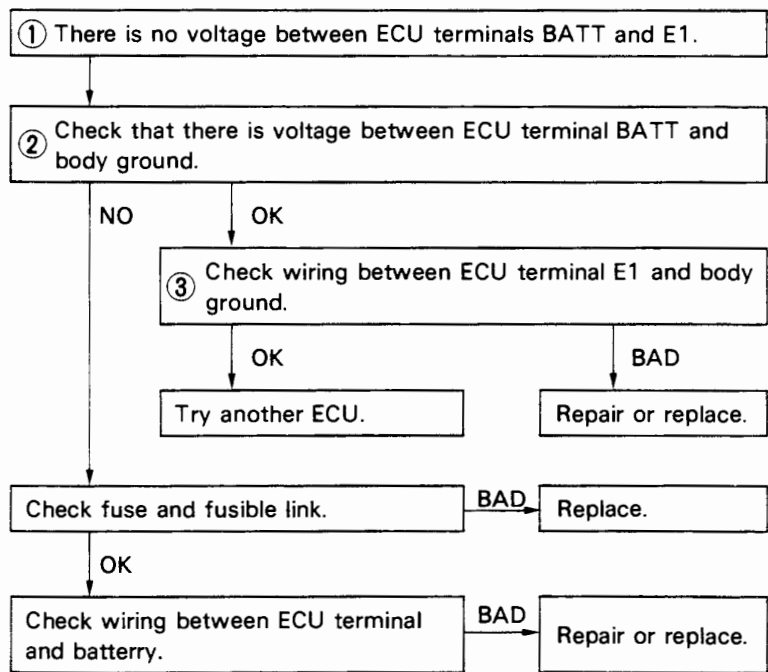 ① There is no voltage between ECU terminals BATT and E1.
② Check that there is voltage between ECU terminal BATT and
body ground.
NO
OK
③ Check wiring between ECU terminal E1 and body
ground.
OK
BAD
Try another ECU.
Repair or replace.
Check fuse and fusible link.
BAD
Replace.
OK
Check wiring between ECU terminal
and batterry.
BAD
Repair or replace.